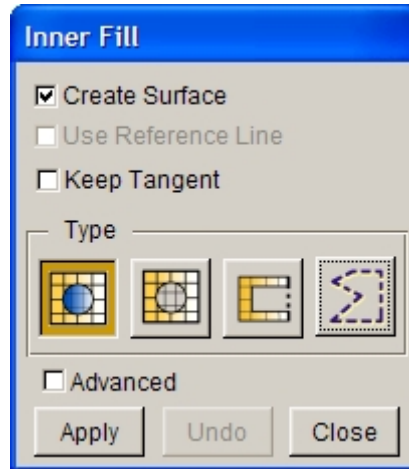 Inner Fill
Create Surface
Use Reference Line
Keep Tangent
Type
Advanced
Apply Undo Close